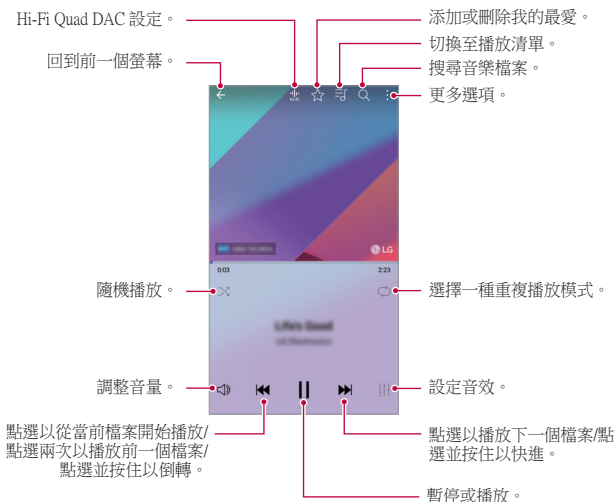 Hi-Fi Quad DAC 設定。
添加或刪除我的最愛。
切換至播放清單。
回到前一個螢幕。
搜尋音樂檔案。
更多選項。
LG
0:03
2:23
隨機播放。
選擇一種重複播放模式。
Life's Good
LG Electronics
調整音量。
設定音效。
點選以從當前檔案開始播放/
點選兩次以播放前一個檔案/
點選並按住以倒轉。
點選以播放下一個檔案/點
選並按住以快進。
暫停或播放。